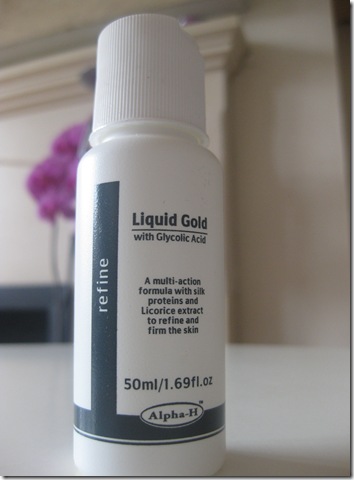 Liquid Gold
with Glycolic Acid
refine
A multi-action
formula with silk
proteins and
Licorice extract
to refine and
firm the skin
50ml/1.69fl.oz
Alpha-H™